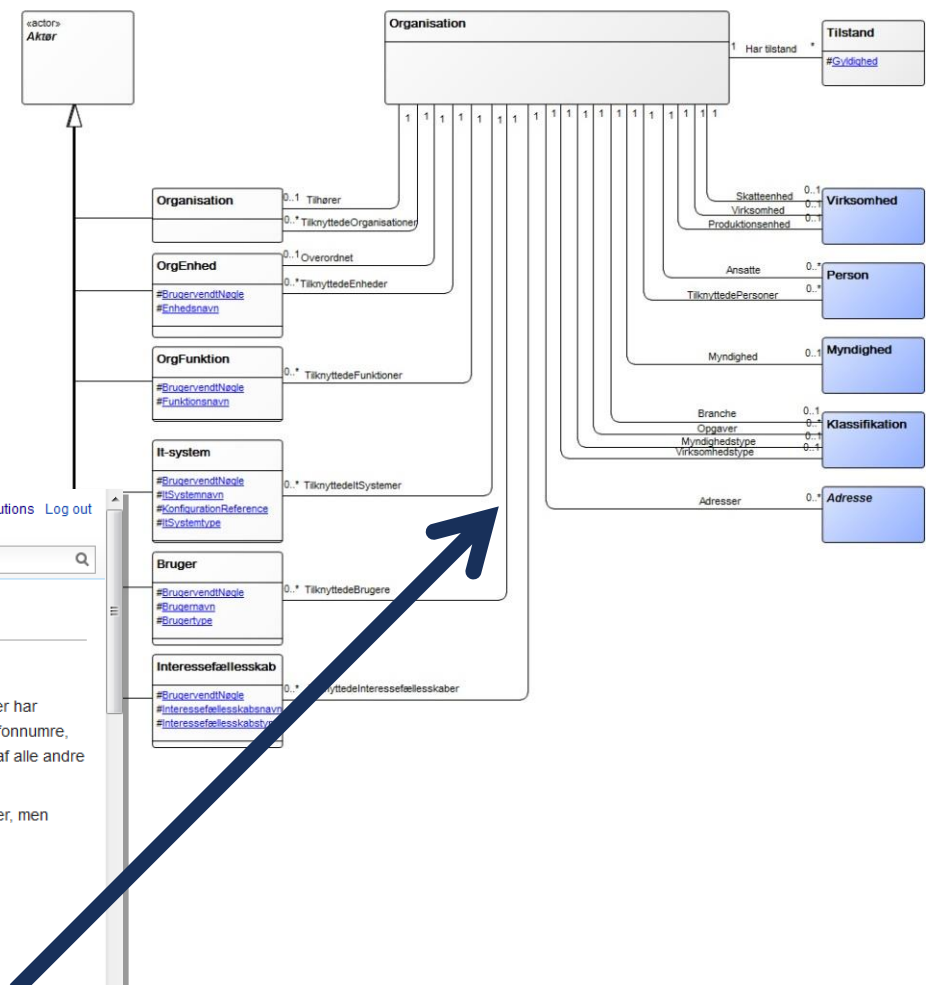 «actor»
Aktør
Organisation
1 Har tilstand *
Tilstand
#Gyldighed
1 1 1 1 1 1 1 1 1 1 1 1 1 1 1 1 1 1 1
Organisation
0..1 Tilhører
0..* TilknyttedeOrganisationer
OrgEnhed
#BrugervendtNøgle
#Enhedsnavn
0..1 Overordnet
0..* TilknyttedeEnheder
OrgFunktion
#BrugervendtNøgle
#Funktionsnavn
0..* TilknyttedeFunktioner
It-system
#BrugervendtNøgle
#ItSystemnavn
#KonfigurationReference
#ItSystemtype
0..* TilknyttedeItSystemer
Bruger
#BrugervendtNøgle
#Brugernavn
#Brugertype
0..* TilknyttedeBrugere
Interessefællesskab
#BrugervendtNøgle
#Interessefællesskabsnavn
0..*
Skatteenhed 0..1
Virksomhed 0..1
Produktionsenhed 0..1
Virksomhed
Ansatte 0..*
TilknyttedePersoner 0..*
Person
Myndighed 0..1
Myndighed
Branche 0..1
Opgaver 0..*
Myndighedstype 0..1
Virksomhedstype 0..1
Klassifikation
Adresser 0..*
Adresse
Log out
er har
fonnumre,
af alle andre
er, men